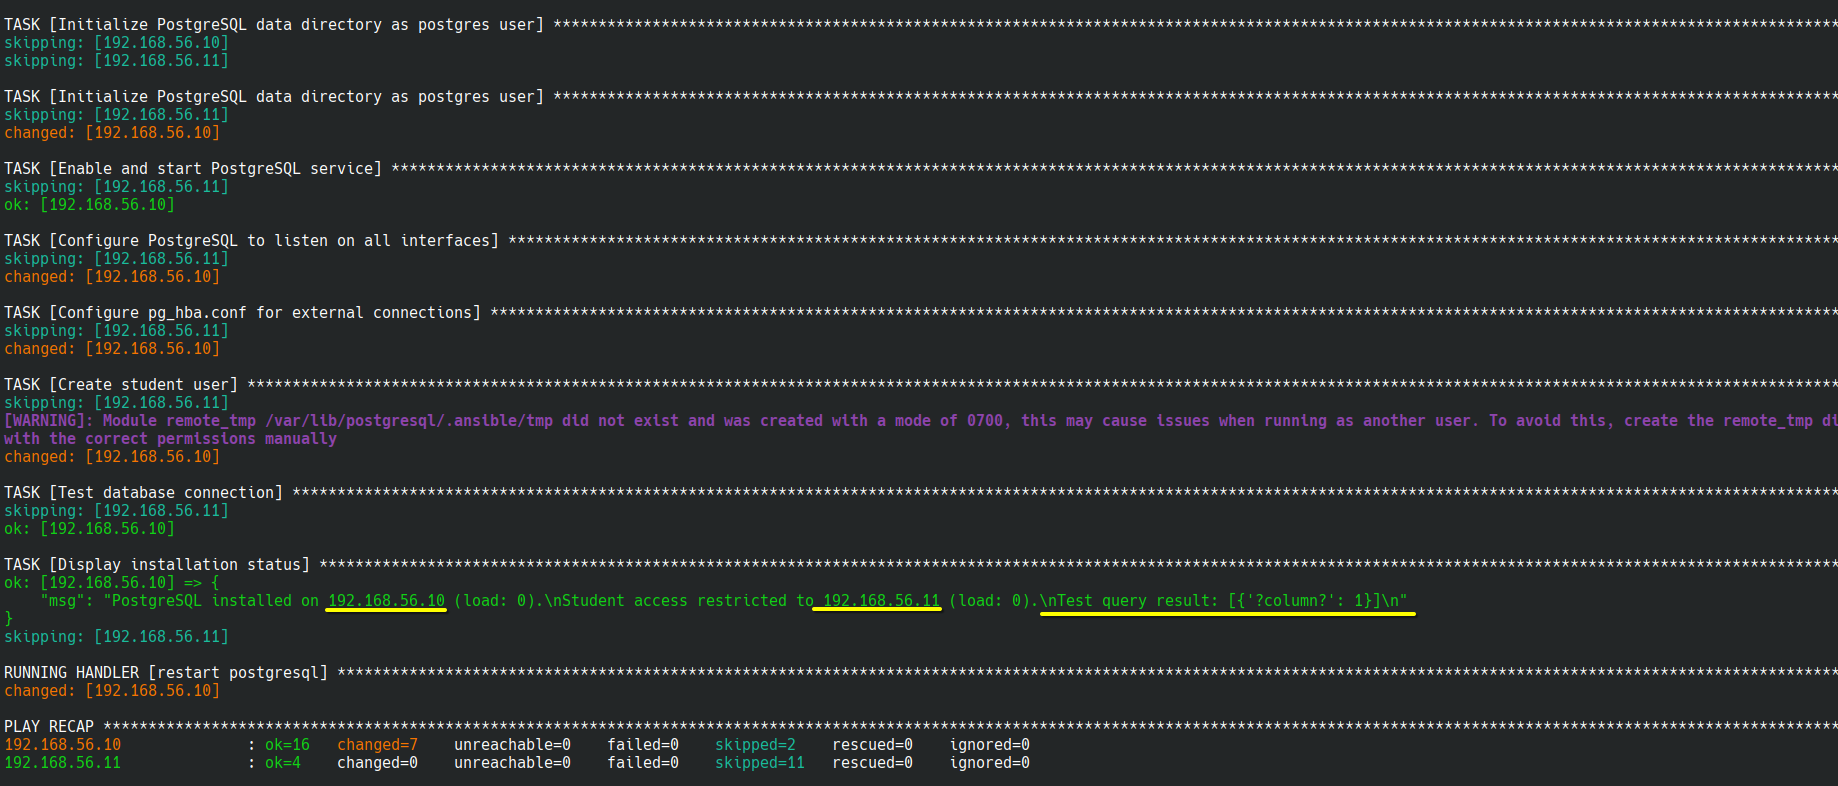 TASK [Initialize PostgreSQL data directory as postgres user] ***********************************************************************************************************************************************
skipping: [192.168.56.10]
skipping: [192.168.56.11]
TASK [Initialize PostgreSQL data directory as postgres user] ***********************************************************************************************************************************************
skipping: [192.168.56.11]
changed: [192.168.56.10]
TASK [Enable and start PostgreSQL service] *****************************************************************************************************************************************************************
skipping: [192.168.56.11]
ok: [192.168.56.10]
TASK [Configure PostgreSQL to listen on all interfaces] ****************************************************************************************************************************************************
skipping: [192.168.56.11]
changed: [192.168.56.10]
TASK [Configure pg_hba.conf for external connections] ******************************************************************************************************************************************************
skipping: [192.168.56.11]
changed: [192.168.56.10]
TASK [Create student user] *********************************************************************************************************************************************************************************
skipping: [192.168.56.11]
[WARNING]: Module remote_tmp /var/lib/postgresql/.ansible/tmp did not exist and was created with a mode of 0700, this may cause issues when running as another user. To avoid this, create the remote_tmp di
with the correct permissions manually
changed: [192.168.56.10]
TASK [Test database connection] ****************************************************************************************************************************************************************************
skipping: [192.168.56.11]
ok: [192.168.56.10]
TASK [Display installation status] *************************************************************************************************************************************************************************
ok: [192.168.56.10] => {
"msg": "PostgreSQL installed on 192.168.56.10 (load: 0).\nStudent access restricted to 192.168.56.11 (load: 0).\nTest query result: [{'?column?': 1}]\n"
}
skipping: [192.168.56.11]
RUNNING HANDLER [restart postgresql] ***********************************************************************************************************************************************************************
changed: [192.168.56.10]
PLAY RECAP *************************************************************************************************************************************************************************************************
192.168.56.10 : ok=16 changed=7 unreachable=0 failed=0 skipped=2 rescued=0 ignored=0
192.168.56.11 : ok=4 changed=0 unreachable=0 failed=0 skipped=11 rescued=0 ignored=0